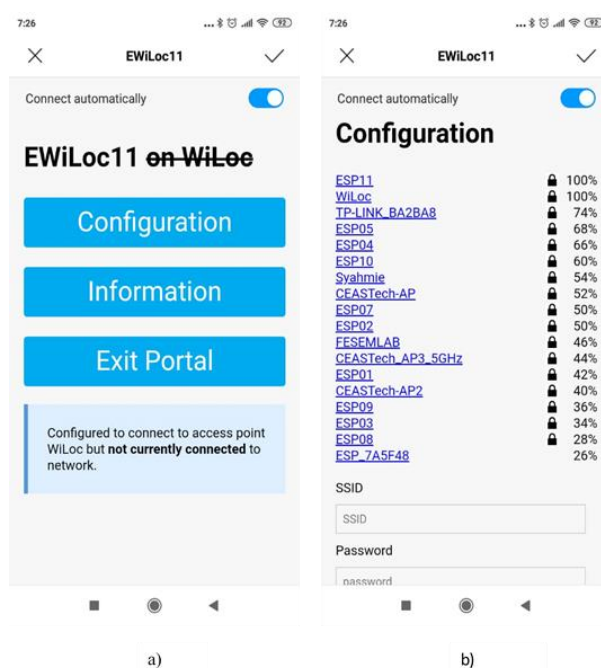 7:26
... 92
EWiLoc11
Connect automatically
EWiLoc11 on WiLoc
Configuration
Information
Exit Portal
Configured to connect to access point
WiLoc but not currently connected to
network.
a)
7:26
... 92
EWiLoc11
Connect automatically
Configuration
ESP11 100%
WiLoc 100%
TP-LINK_BA2BA8 74%
ESP05 68%
ESP04 66%
ESP10 60%
Syahmie 54%
CEASTech-AP 52%
ESP07 50%
ESP02 50%
FESEMLAB 46%
CEASTech_AP3_5GHz 44%
ESP01 42%
CEASTech-AP2 40%
ESP09 36%
ESP03 34%
ESP08 28%
ESP_7A5F48 26%
SSID
SSID
Password
password
b)